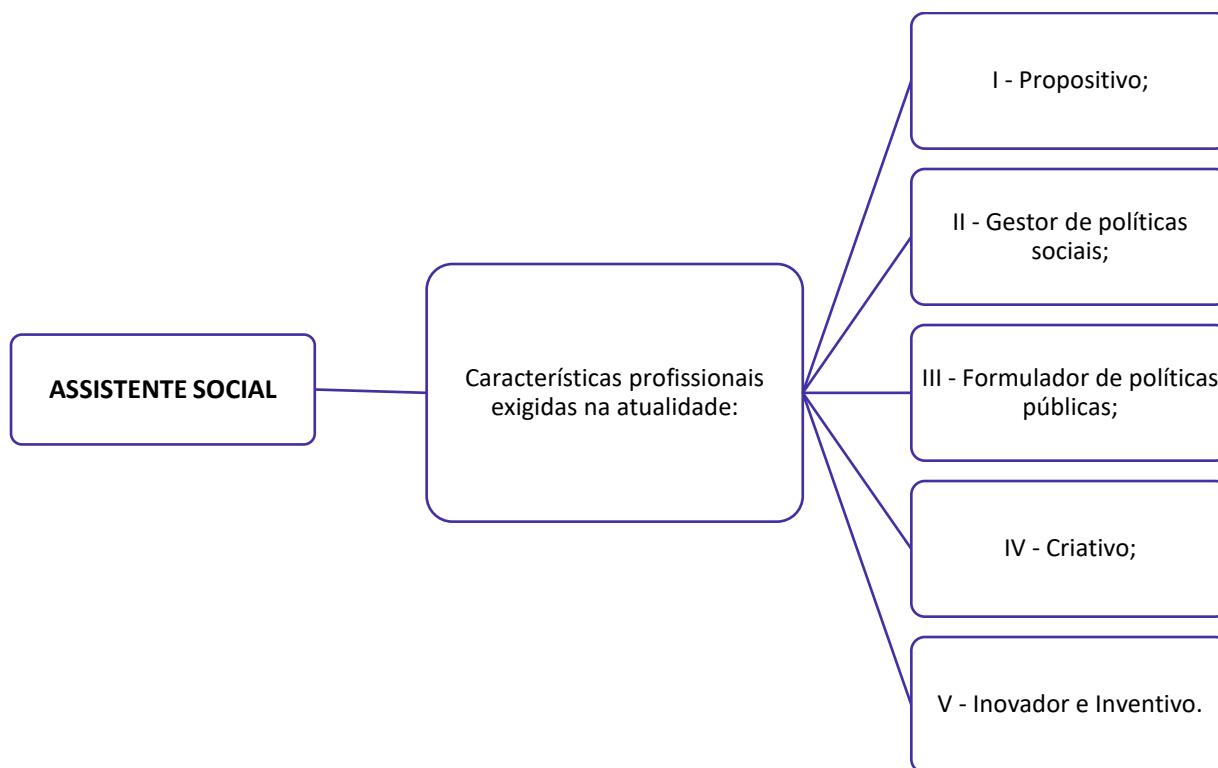 ASSISTENTE SOCIAL
Características profissionais
exigidas na atualidade:
I - Propositivo;
II - Gestor de políticas
sociais;
III - Formulador de políticas
públicas;
IV - Criativo;
V - Inovador e Inventivo.